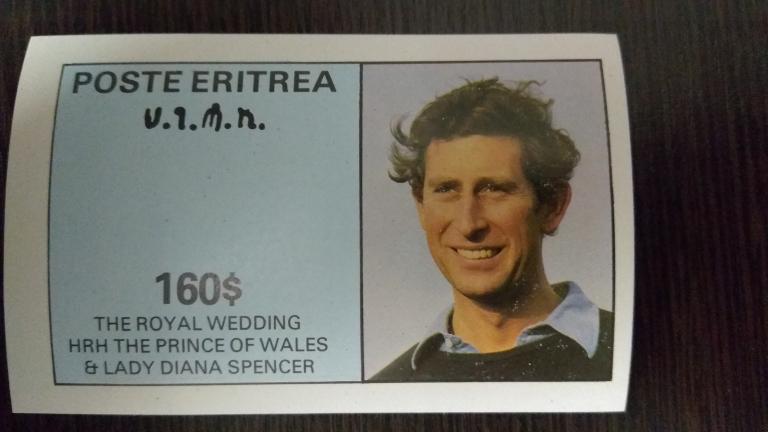 POSTE ERITREA
160$
THE ROYAL WEDDING
HRH THE PRINCE OF WALES
& LADY DIANA SPENCER